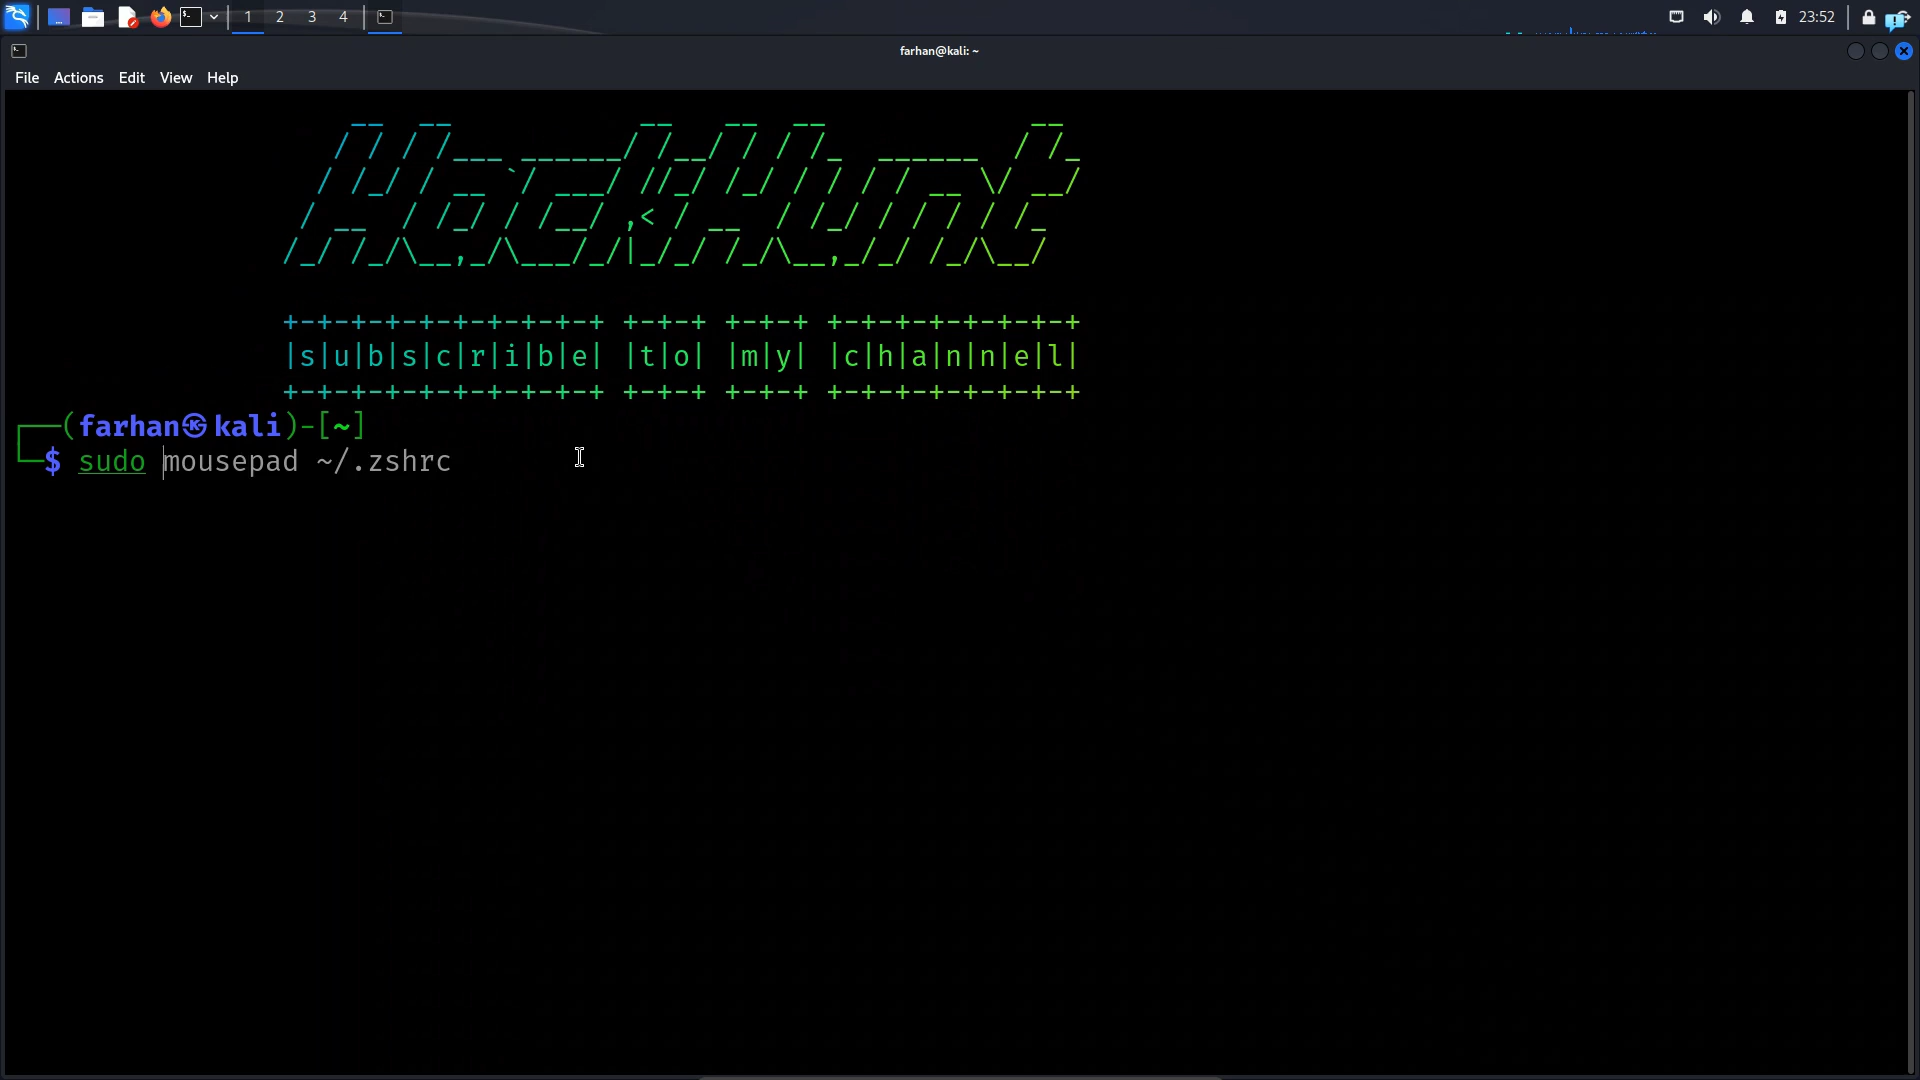 1 2 3 4
23:52
farhan@kali: ~
File Actions Edit View Help
HackHunt
|s|u|b|s|c|r|i|b|e| |t|o| |m|y| |c|h|a|n|n|e|l|
(farhan㉿kali)-[~]
$ sudo mousepad ~/.zshrc